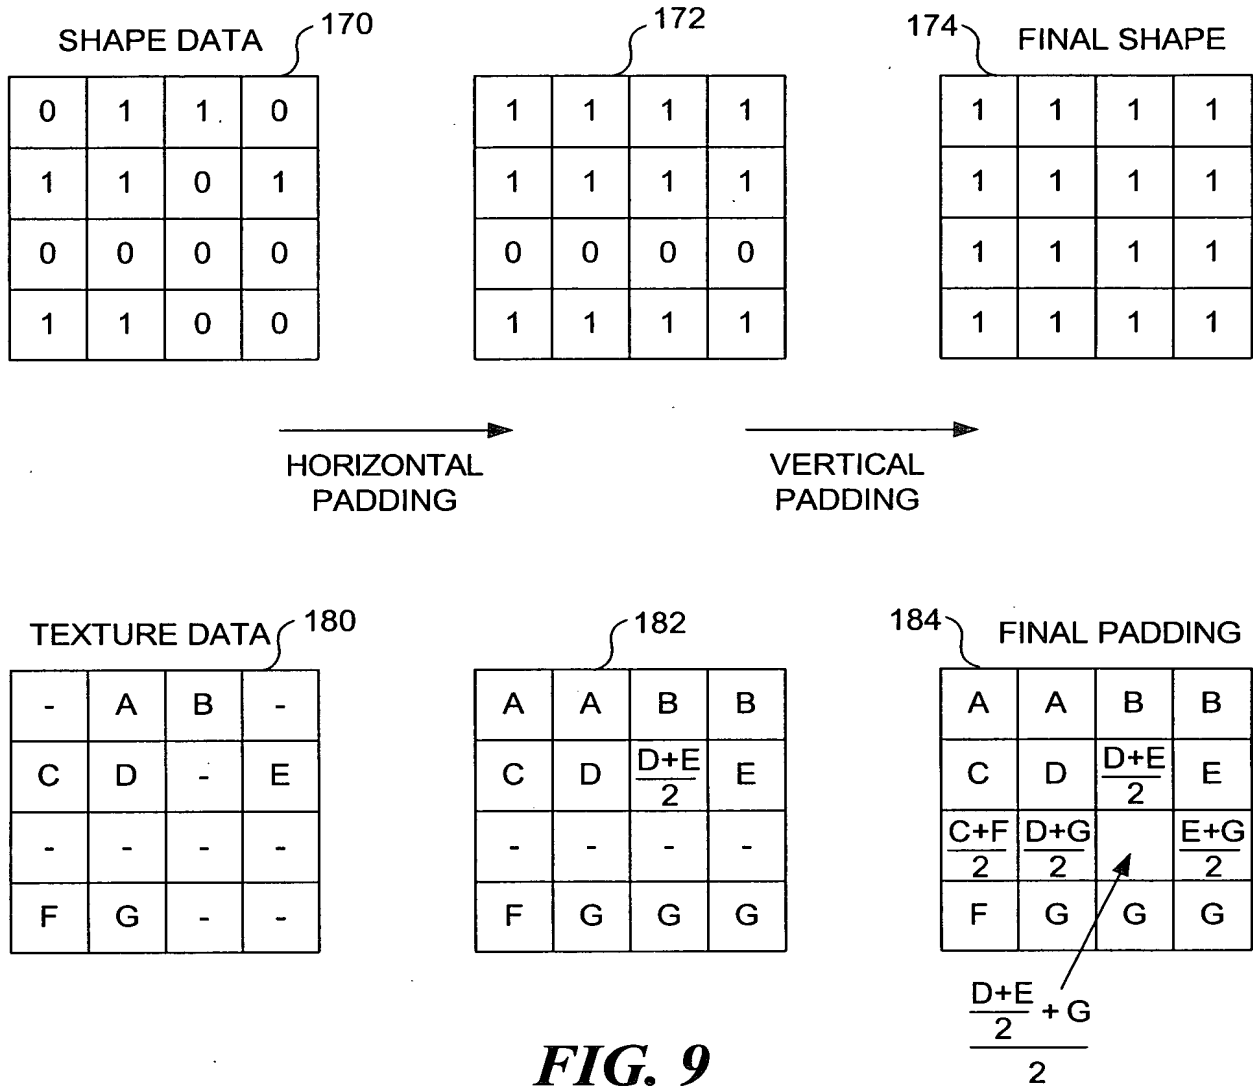 SHAPE DATA 170 172 174 FINAL SHAPE
0 1 1 0 1 1 1 1 1 1 1 1
1 1 0 1 1 1 1 1 1 1 1 1
0 0 0 0 0 0 0 0 1 1 1 1
1 1 0 0 1 1 1 1 1 1 1 1
HORIZONTAL
PADDING
VERTICAL
PADDING
TEXTURE DATA 180 182 184 FINAL PADDING
- A B - A A B B A A B B
C D - E C D D+E/2 E C D D+E/2 E
- - - - - - - - C+F/2 D+G/2 E+G/2
F G - - F G G G F G G G
D+E/2 + G
2
FIG. 9